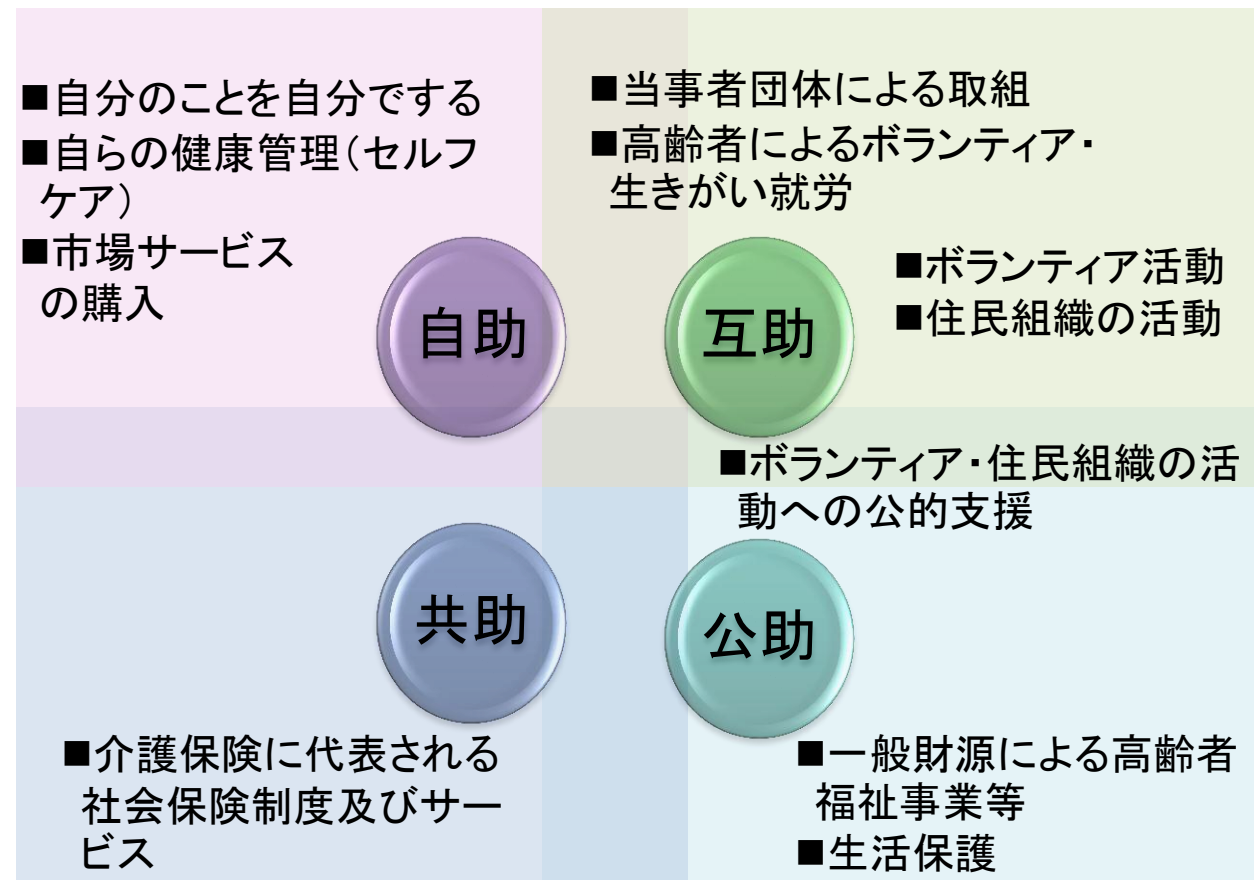 ■自分のことを自分でする
■自らの健康管理(セルフ
ケア)
■市場サービス
の購入
自助
■当事者団体による取組
■高齢者によるボランティア・
生きがい就労
■ボランティア活動
■住民組織の活動
互助
■ボランティア・住民組織の活
動への公的支援
共助
■介護保険に代表される
社会保険制度及びサー
ビス
公助
■一般財源による高齢者
福祉事業等
■生活保護